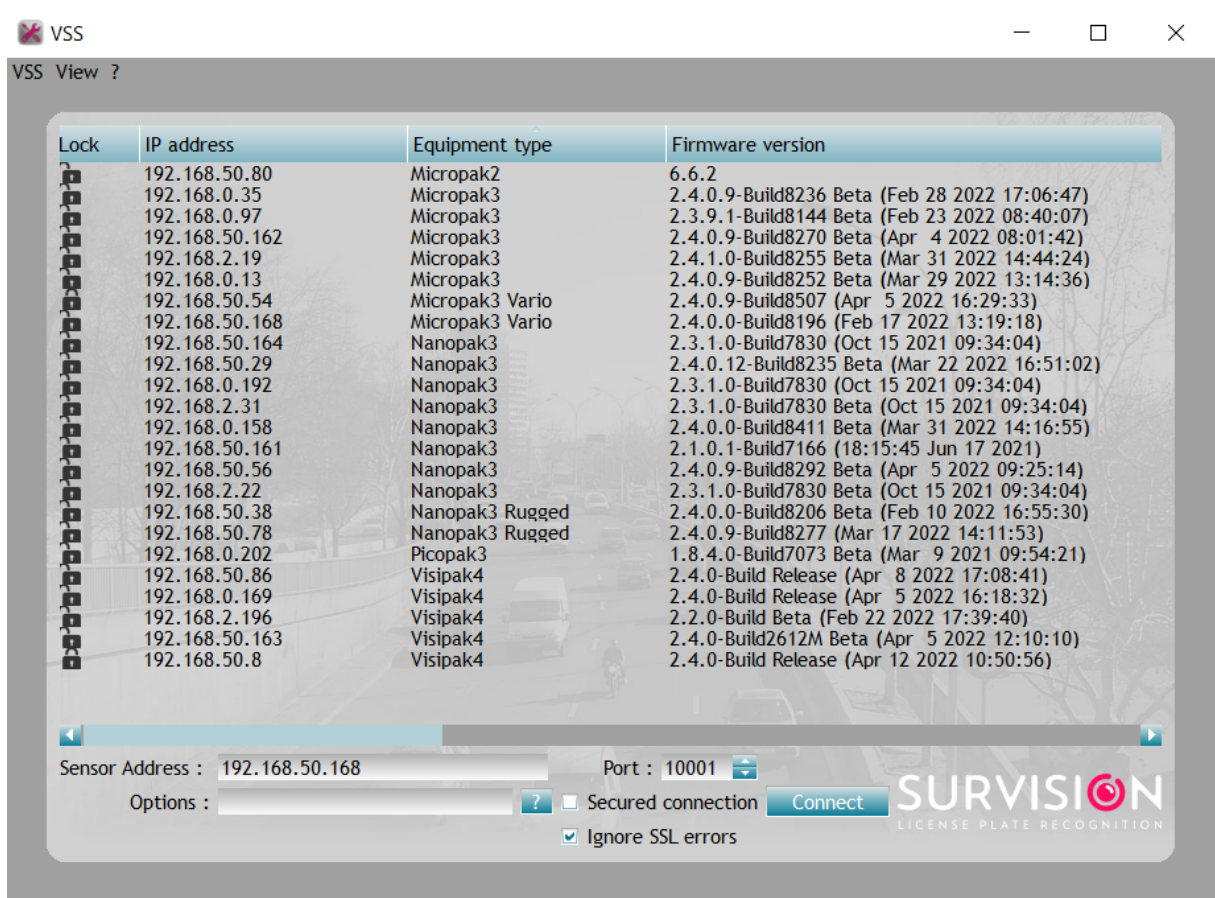 VSS
VSS View ?
Lock IP address Equipment type Firmware version
192.168.50.80 Micropak2 6.6.2
192.168.0.35 Micropak3 2.4.0.9-Build8236 Beta (Feb 28 2022 17:06:47)
192.168.0.97 Micropak3 2.3.9.1-Build8144 Beta (Feb 23 2022 08:40:07)
192.168.50.162 Micropak3 2.4.0.9-Build8270 Beta (Apr 4 2022 08:01:42)
192.168.2.19 Micropak3 2.4.1.0-Build8255 Beta (Mar 31 2022 14:44:24)
192.168.0.13 Micropak3 2.4.0.9-Build8252 Beta (Mar 29 2022 13:14:36)
192.168.50.54 Micropak3 Vario 2.4.0.9-Build8507 (Apr 5 2022 16:29:33)
192.168.50.168 Micropak3 Vario 2.4.0.0-Build8196 (Feb 17 2022 13:19:18)
192.168.50.164 Nanopak3 2.3.1.0-Build7830 (Oct 15 2021 09:34:04)
192.168.50.29 Nanopak3 2.4.0.12-Build8235 Beta (Mar 22 2022 16:51:02)
192.168.0.192 Nanopak3 2.3.1.0-Build7830 (Oct 15 2021 09:34:04)
192.168.2.31 Nanopak3 2.3.1.0-Build7830 Beta (Oct 15 2021 09:34:04)
192.168.0.158 Nanopak3 2.4.0.0-Build8411 Beta (Mar 31 2022 14:16:55)
192.168.50.161 Nanopak3 2.1.0.1-Build7166 (18:15:45 Jun 17 2021)
192.168.50.56 Nanopak3 2.4.0.9-Build8292 Beta (Apr 5 2022 09:25:14)
192.168.2.22 Nanopak3 2.3.1.0-Build7830 Beta (Oct 15 2021 09:34:04)
192.168.50.38 Nanopak3 Rugged 2.4.0.0-Build8206 Beta (Feb 10 2022 16:55:30)
192.168.50.78 Nanopak3 Rugged 2.4.0.9-Build8277 (Mar 17 2022 14:11:53)
192.168.0.202 Picopak3 1.8.4.0-Build7073 Beta (Mar 9 2021 09:54:21)
192.168.50.86 Visipak4 2.4.0-Build Release (Apr 8 2022 17:08:41)
192.168.0.169 Visipak4 2.4.0-Build Release (Apr 5 2022 16:18:32)
192.168.2.196 Visipak4 2.2.0-Build Beta (Feb 22 2022 17:39:40)
192.168.50.163 Visipak4 2.4.0-Build2612M Beta (Apr 5 2022 12:10:10)
192.168.50.8 Visipak4 2.4.0-Build Release (Apr 12 2022 10:50:56)
Sensor Address : 192.168.50.168 Port : 10001
Options : ? Secured connection Connect
Ignore SSL errors
SURVISION
LICENSE PLATE RECOGNITION